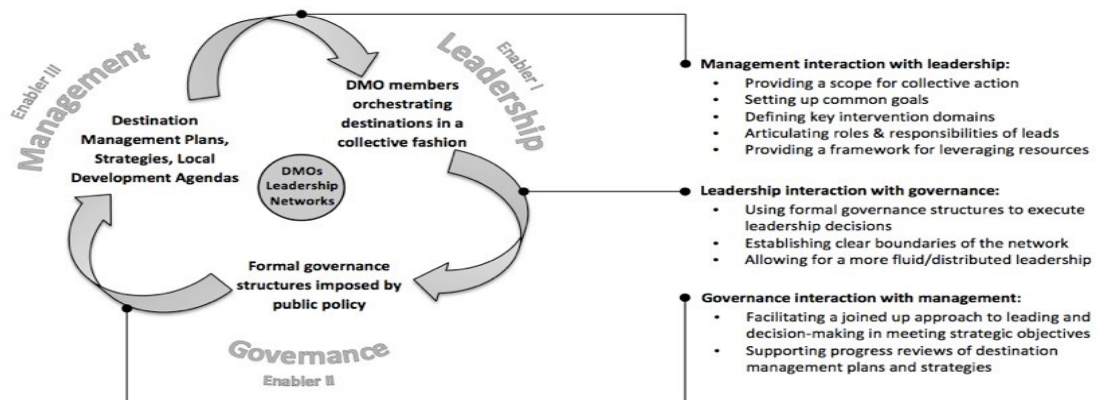 Enabler III
Management
Leadership
Enabler I
DMO members
orchestrating
destinations in a
collective fashion
Destination
Management Plans,
Strategies, Local
Development Agendas
DMOs
Leadership
Networks
Formal governance
structures imposed by
public policy
Governance
Enabler II
Management interaction with leadership:
• Providing a scope for collective action
• Setting up common goals
• Defining key intervention domains
• Articulating roles & responsibilities of leads
• Providing a framework for leveraging resources
Leadership interaction with governance:
• Using formal governance structures to execute
leadership decisions
• Establishing clear boundaries of the network
• Allowing for a more fluid/distributed leadership
Governance interaction with management:
• Facilitating a joined up approach to leading and
decision-making in meeting strategic objectives
• Supporting progress reviews of destination
management plans and strategies